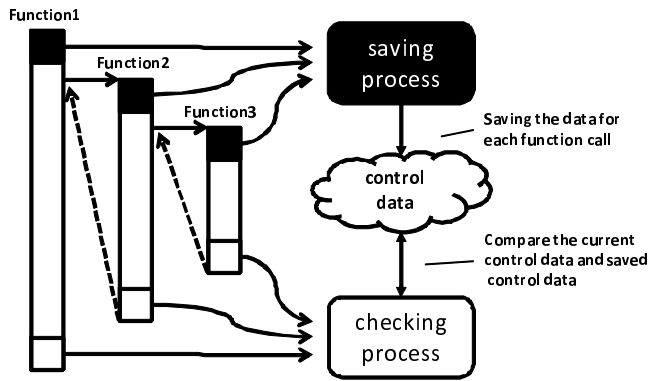 Function1
Function2
Function3
saving
process
Saving the data for
each function call
control
data
Compare the current
control data and saved
control data
checking
process